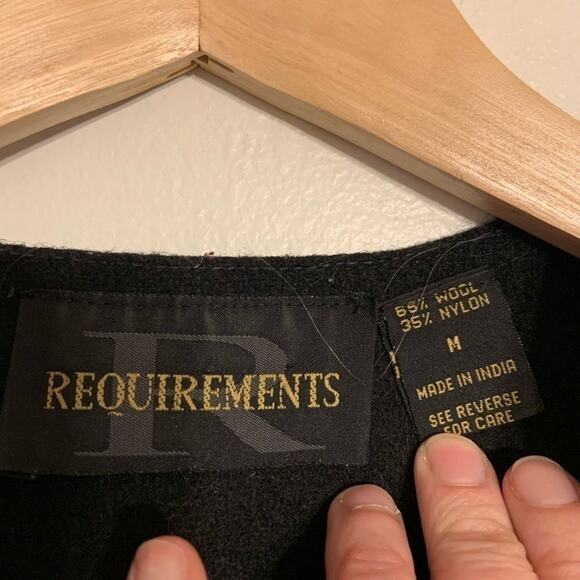 R
REQUIREMENTS
65% WOOL
35% NYLON
M
MADE IN INDIA
SEE REVERSE
FOR CARE